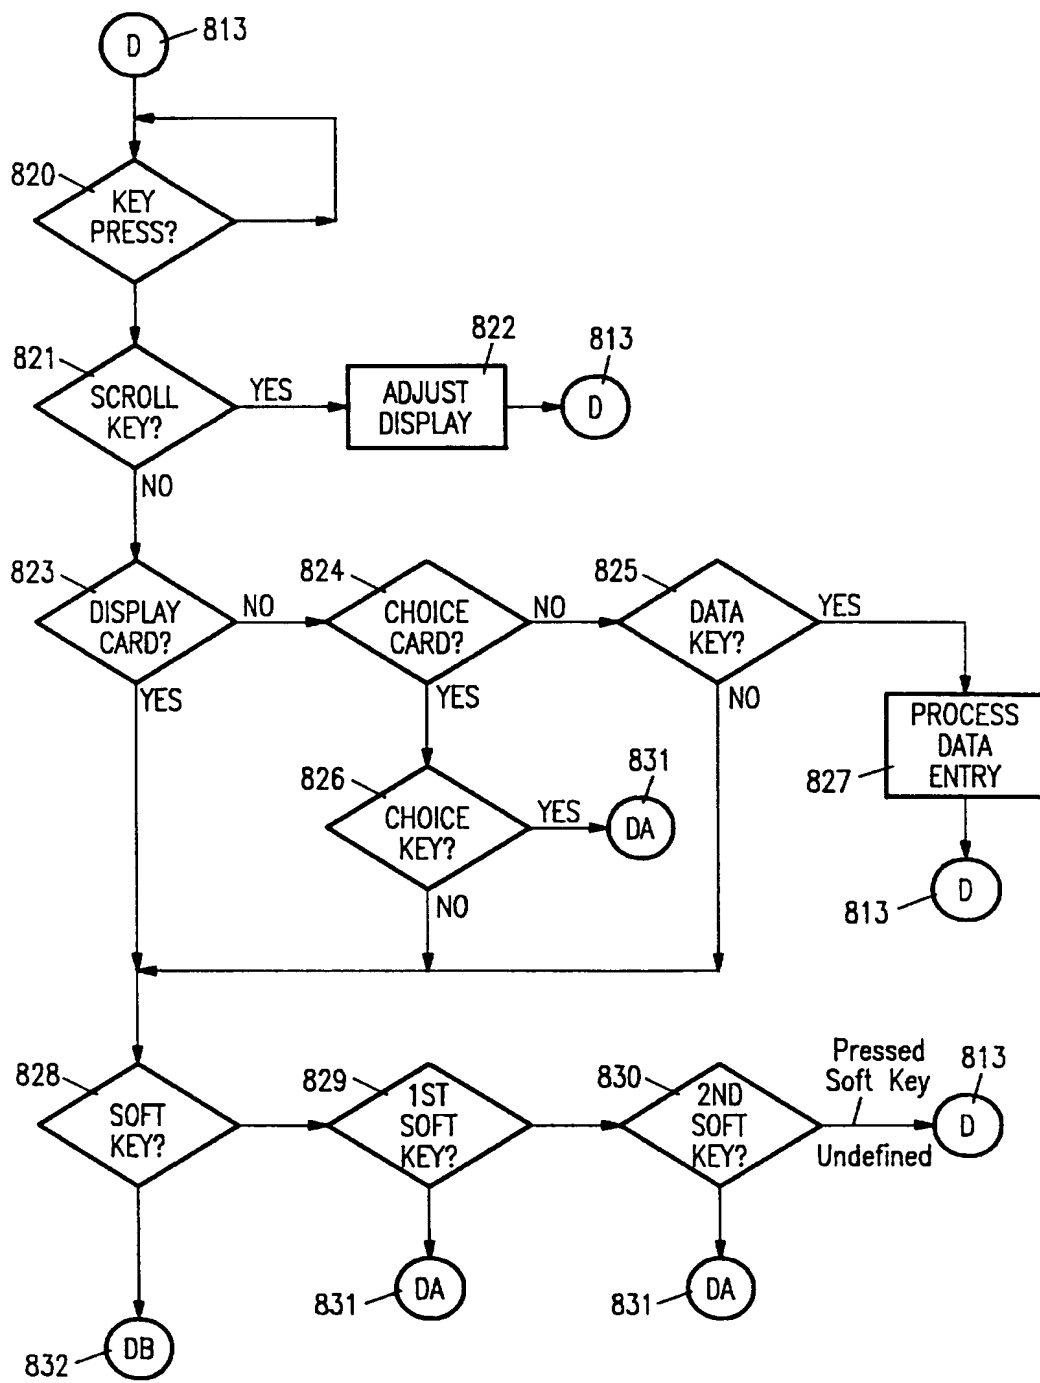 D
813
820
KEY
PRESS?
821
SCROLL
KEY?
YES
822
ADJUST
DISPLAY
813
D
NO
823
DISPLAY
CARD?
NO
824
CHOICE
CARD?
NO
825
DATA
KEY?
YES
YES
YES
NO
PROCESS
DATA
ENTRY
827
826
CHOICE
KEY?
YES
831
DA
NO
D
813
828
SOFT
KEY?
829
1ST
SOFT
KEY?
830
2ND
SOFT
KEY?
Pressed
Soft Key
Undefined
813
D
DA
831
DA
831
DB
832